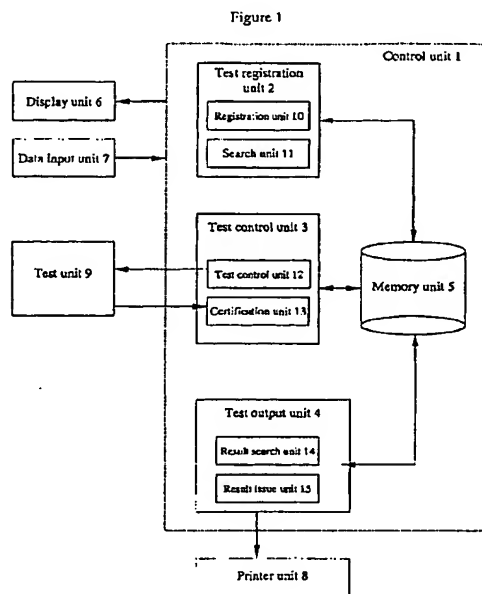 Figure 1
Control unit 1
Test registration
unit 2
Display unit 6
Registration unit 10
Data Input unit 7
Search unit 11
Test control unit 3
Test unit 9
Test control unit 12
Memory unit 5
Certification unit 13
Test output unit 4
Result search unit 14
Result issue unit 15
Printer unit 8